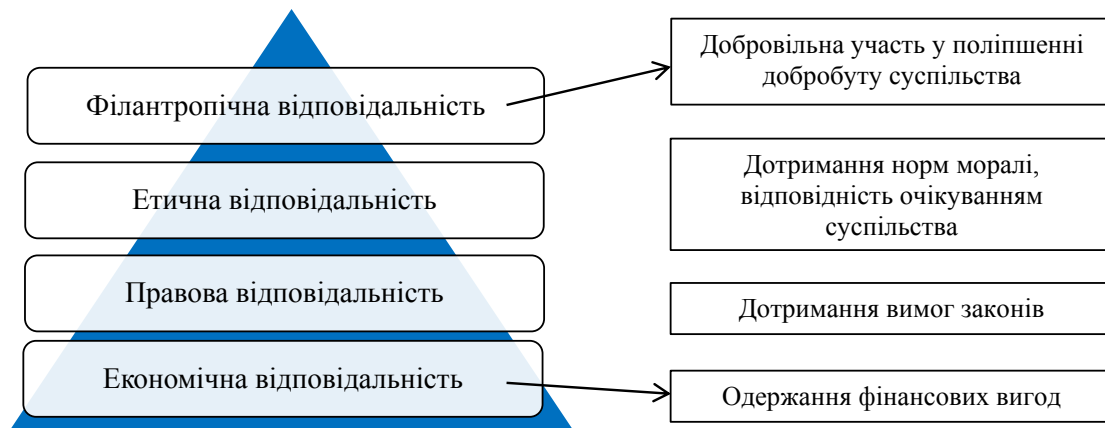 Філантропічна відповідальність
Добровільна участь у поліпшенні
добробуту суспільства
Етична відповідальність
Дотримання норм моралі,
відповідність очікуванням
суспільства
Правова відповідальність
Дотримання вимог законів
Економічна відповідальність
Одержання фінансових вигод